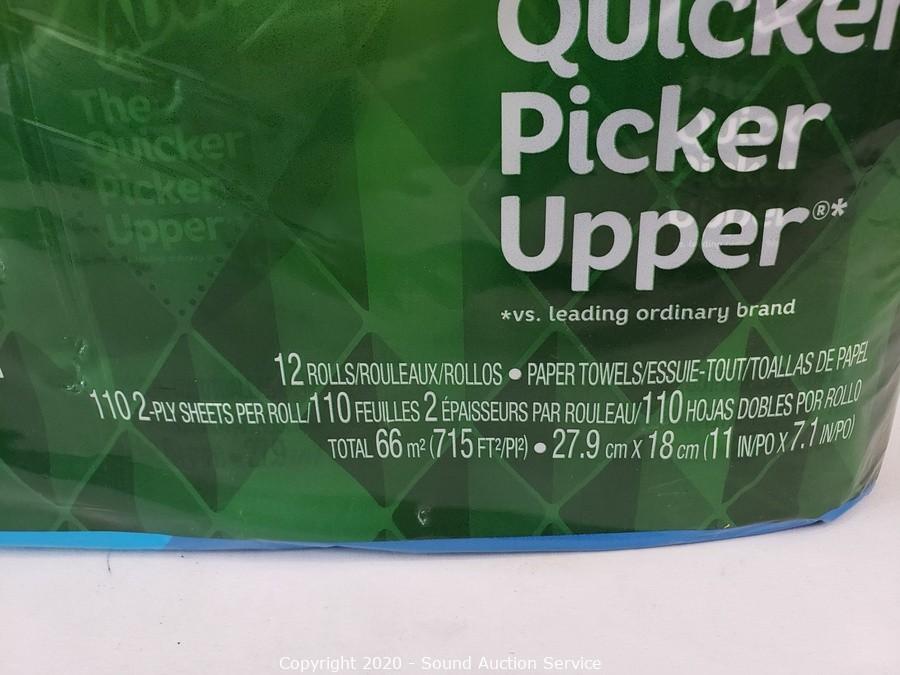 The
Quicker
Picker
Upper
Quicker
Picker
Upper®*
*vs. leading ordinary brand
12 ROLLS/ROULEAUX/ROLLOS • PAPER TOWELS/ESSUIE-TOUT/TOALLAS DE PAPEL
110 2-PLY SHEETS PER ROLL/110 FEUILLES 2 ÉPAISSEURS PAR ROULEAU/110 HOJAS DOBLES POR ROLLO
TOTAL 66 m² (715 FT²/PI²) • 27.9 cm X 18 cm (11 IN/PO X 7.1 IN/PO)
Copyright 2020 - Sound Auction Service